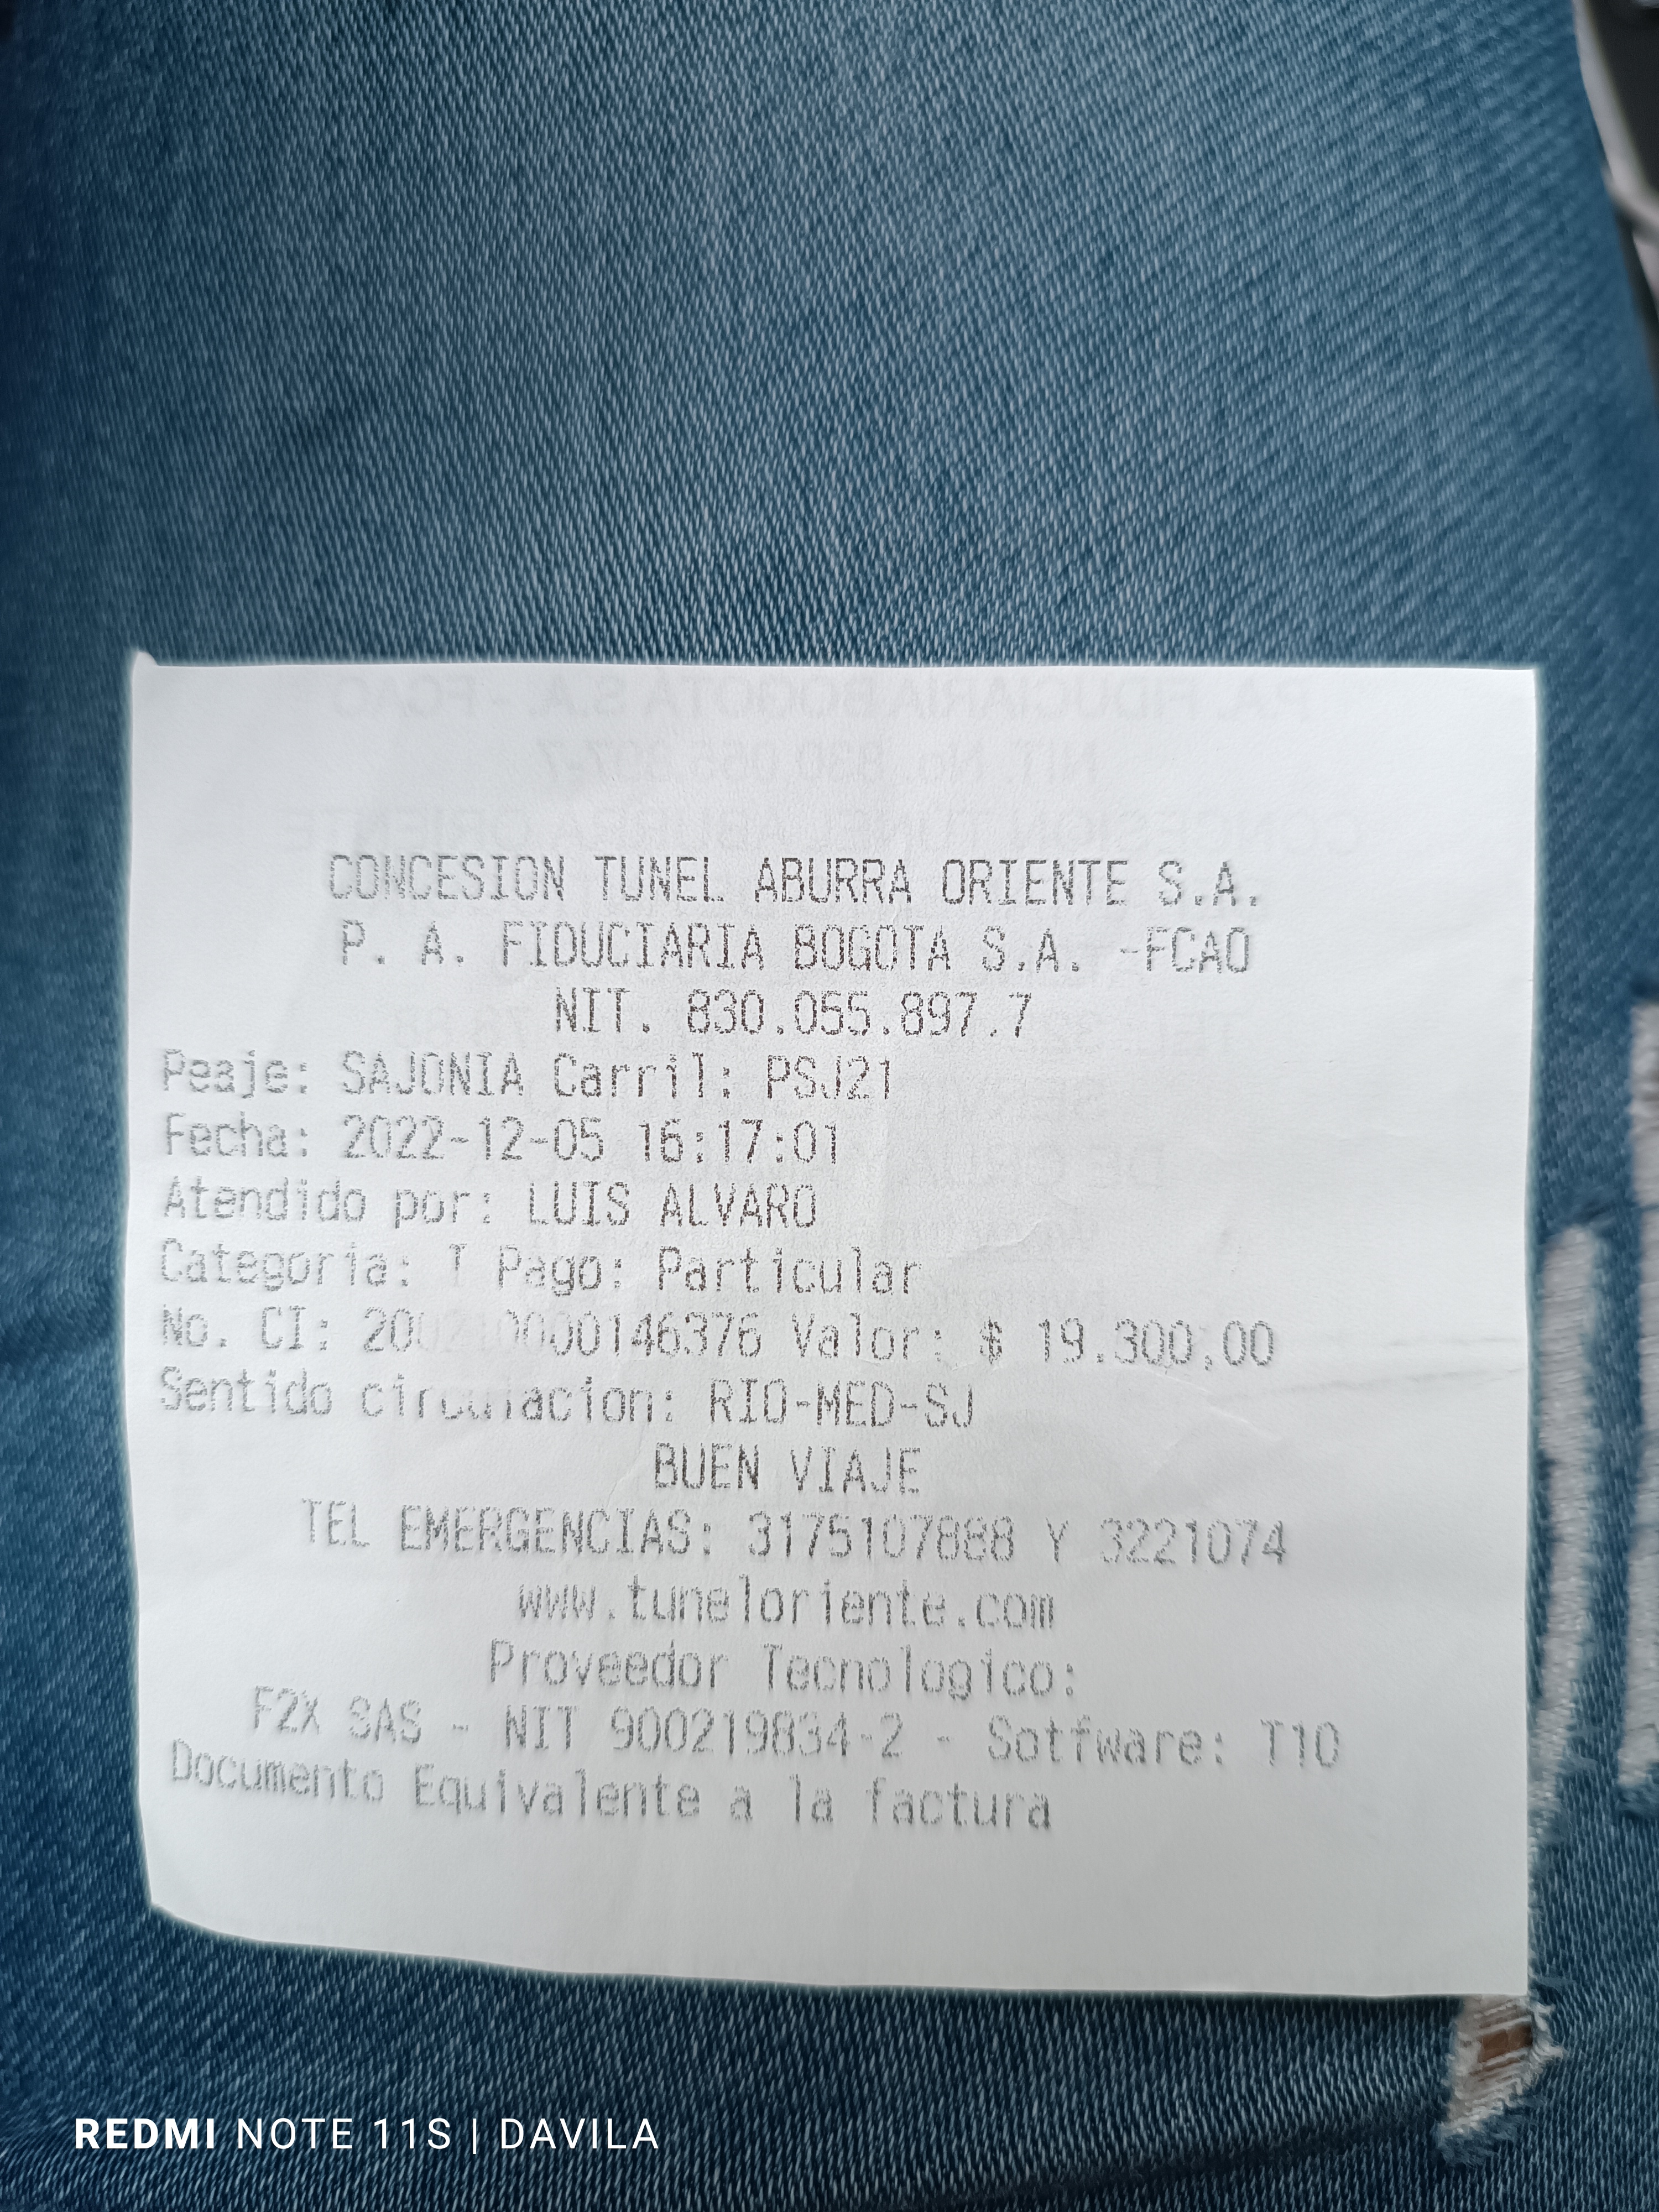 CONCESION TUNEL ABURRA ORIENTE S.A.
P. A. FIDUCIARIA BOGOTA S.A. -FCAO
NIT. 830.055.897.7
Peaje: SAJONIA Carril: PSJ21
Fecha: 2022-12-05 16:17:01
Atendido por: LUIS ALVARO
Categoria: I Pago: Particular
No. CI: Valor: $ 19.300,00
Sentido circulacion: RIO-MED-SJ
BUEN VIAJE
TEL EMERGENCIAS: 3175107888 Y 3221074
www.tuneloriente.com
Proveedor Tecnologico:
F2X SAS - NIT 900219834-2 - Sotfware: T10
Documento Equivalente a la factura
REDMI NOTE 11S | DAVILA